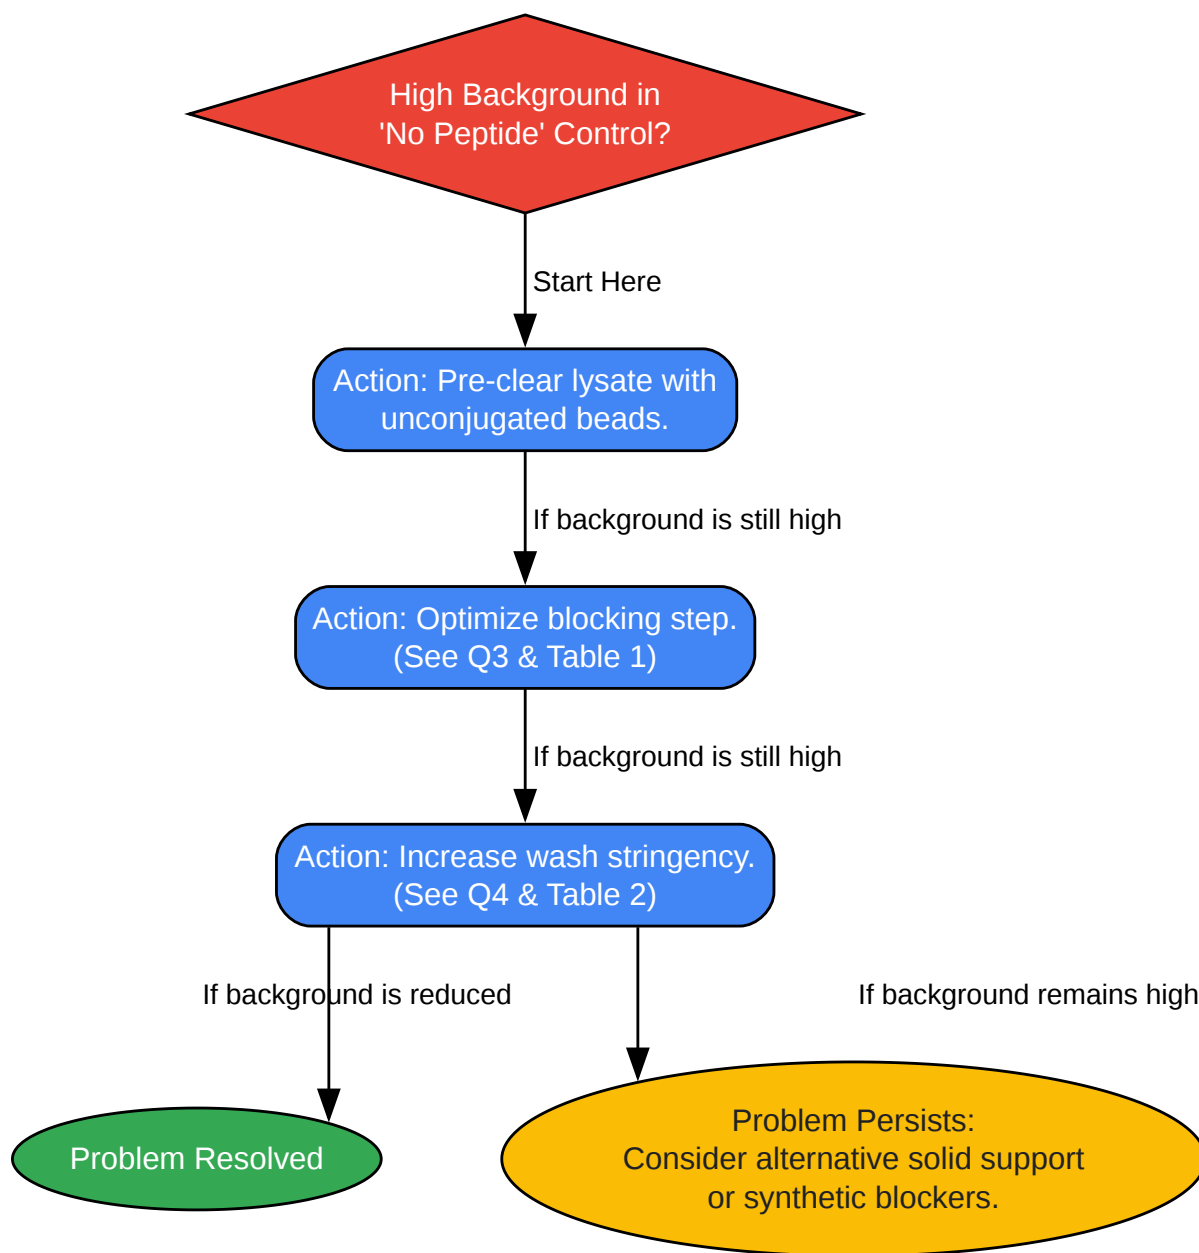 High Background in
'No Peptide' Control?
Start Here
Action: Pre-clear lysate with
unconjugated beads.
If background is still high
Action: Optimize blocking step.
(See Q3 & Table 1)
If background is still high
Action: Increase wash stringency.
(See Q4 & Table 2)
If background is reduced
If background remains high
Problem Resolved
Problem Persists:
Consider alternative solid support
or synthetic blockers.